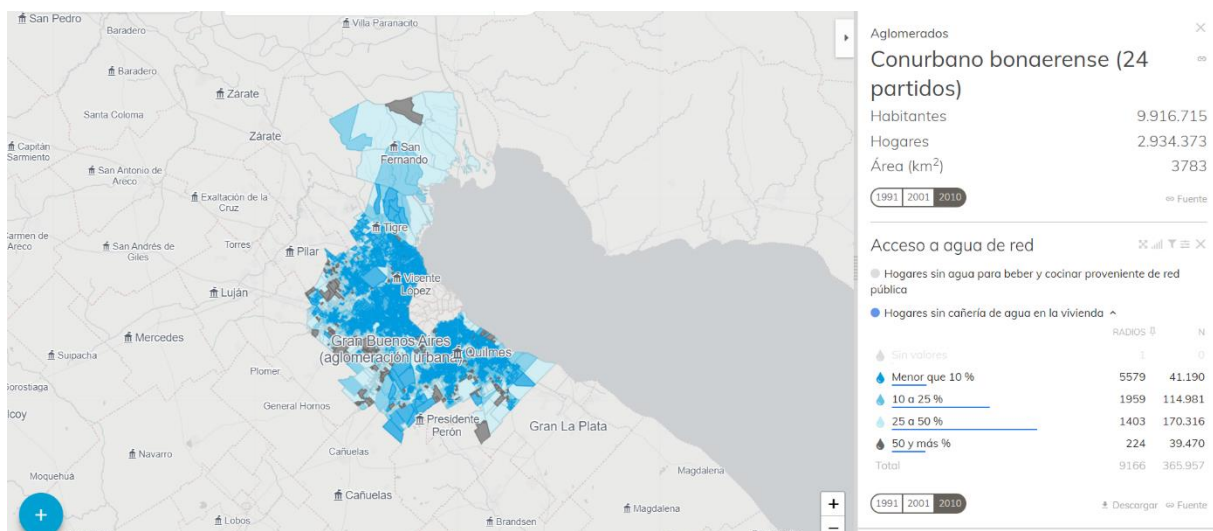 San Pedro
Baradero
Villa Paranacito
Baradero
Zárate
Santa Coloma
Zárate
Capitán
Sarmiento
San Antonio de
Areco
San
Fernando
Exaltación de la
Cruz
Carmen de
Areco
San Andrés de
Giles
Torres
Pilar
Tigre
Luján
Vicente
López
Mercedes
Gran Buenos Aires
(aglomeración urbana)
Quilmes
Suipacha
Plomer
Gorostiaga
General Hornos
Presidente
Perón
Gran La Plata
Navarro
Cañuelas
Moquehuá
Magdalena
Cañuelas
Lobos
Brandsen
Magdalena
+
+
−
Aglomerados
Conurbano bonaerense (24
partidos)
Habitantes 9.916.715
Hogares 2.934.373
Área (km²) 3783
1991 2001 2010 Fuente
Acceso a agua de red
Hogares sin agua para beber y cocinar proveniente de red
pública
Hogares sin cañería de agua en la vivienda
RADIOS N
Sin valores 1 0
Menor que 10 % 5579 41.190
10 a 25 % 1959 114.981
25 a 50 % 1403 170.316
50 y más % 224 39.470
Total 9166 365.957
1991 2001 2010 Descargar Fuente